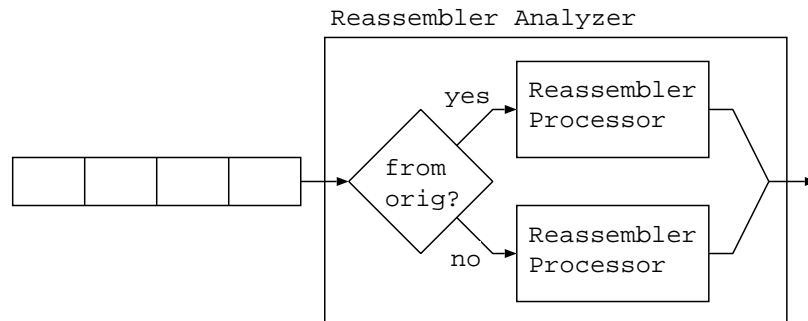 Reassembler Analyzer
yes
Reassembler
Processor
from
orig?
no
Reassembler
Processor